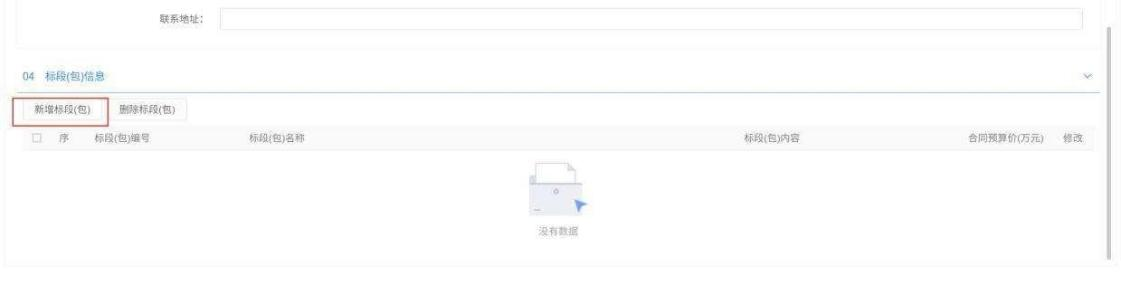 联系地址：
04 标段(包)信息
新增标段(包) 删除标段(包)
序 标段(包)编号 标段(包)名称 标段(包)内容 合同预算价(万元) 修改
没有数据